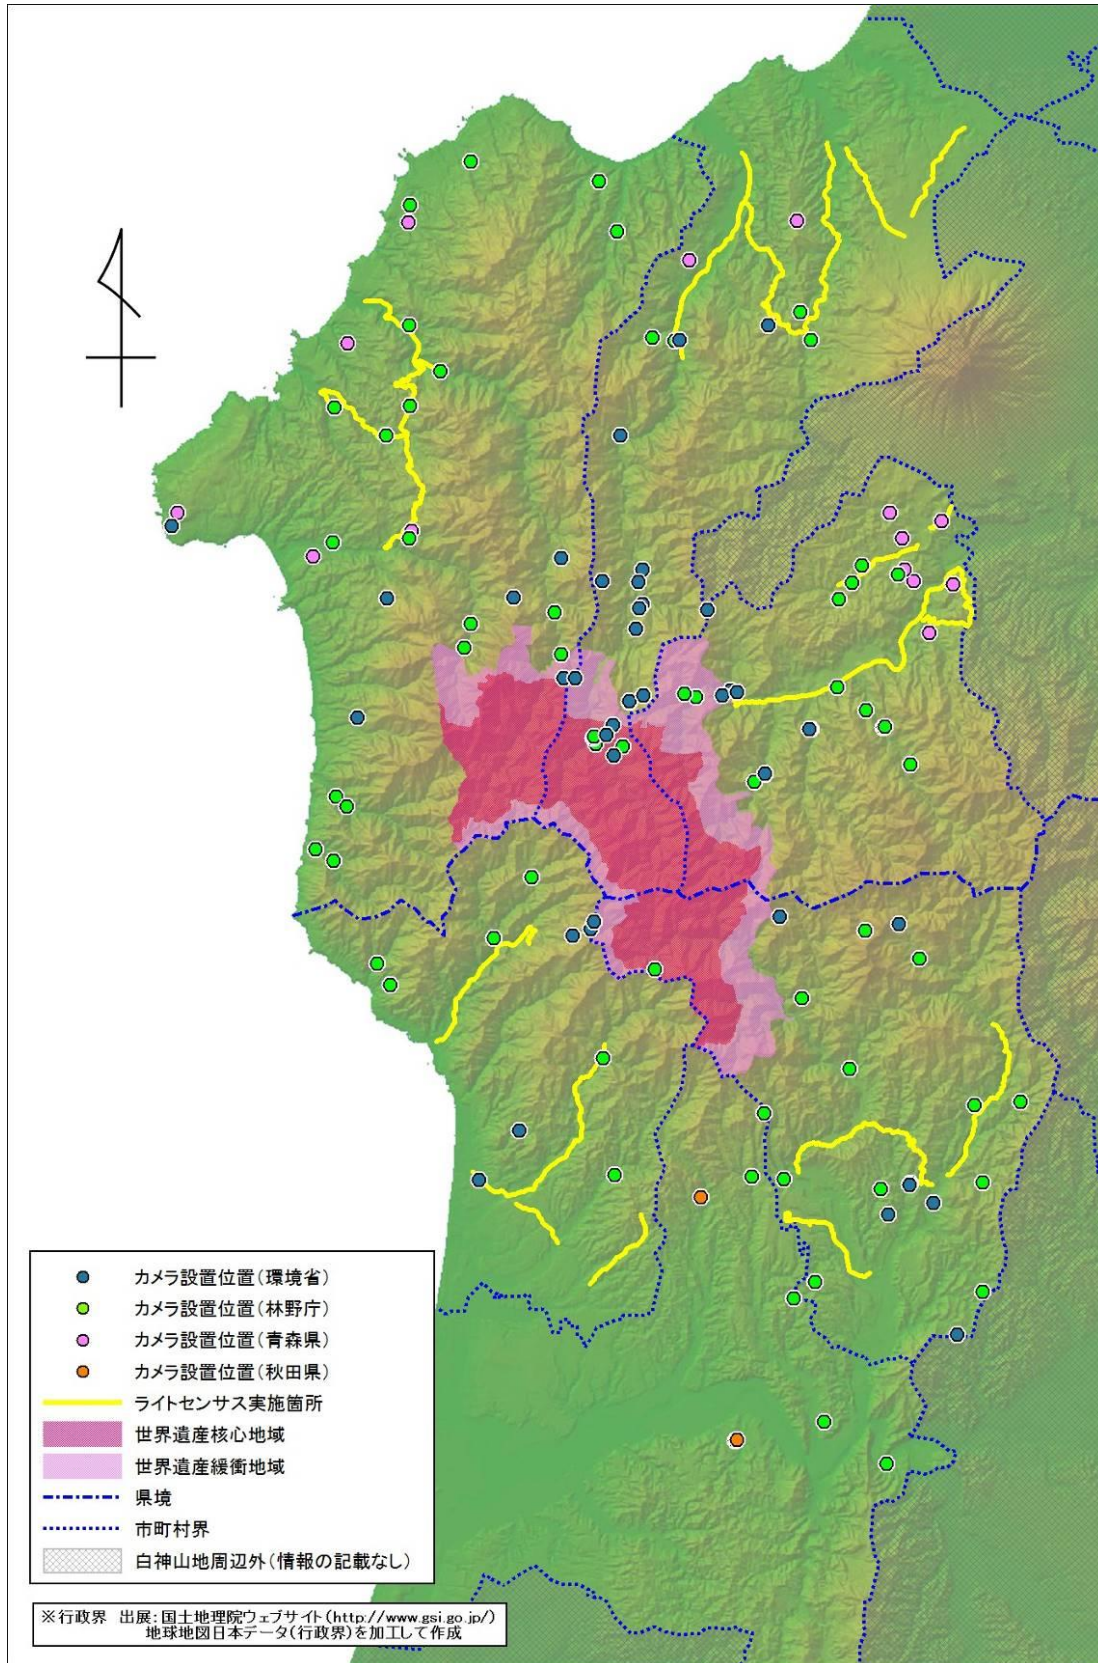 カメラ設置位置(環境省)
カメラ設置位置(林野庁)
カメラ設置位置(青森県)
カメラ設置位置(秋田県)
ライトセンサス実施箇所
世界遺産核心地域
世界遺産緩衝地域
県境
市町村界
白神山地周辺外(情報の記載なし)
※行政界 出展:国土地理院ウェブサイト(http://www.gsi.go.jp/)
地球地図日本データ(行政界)を加工して作成